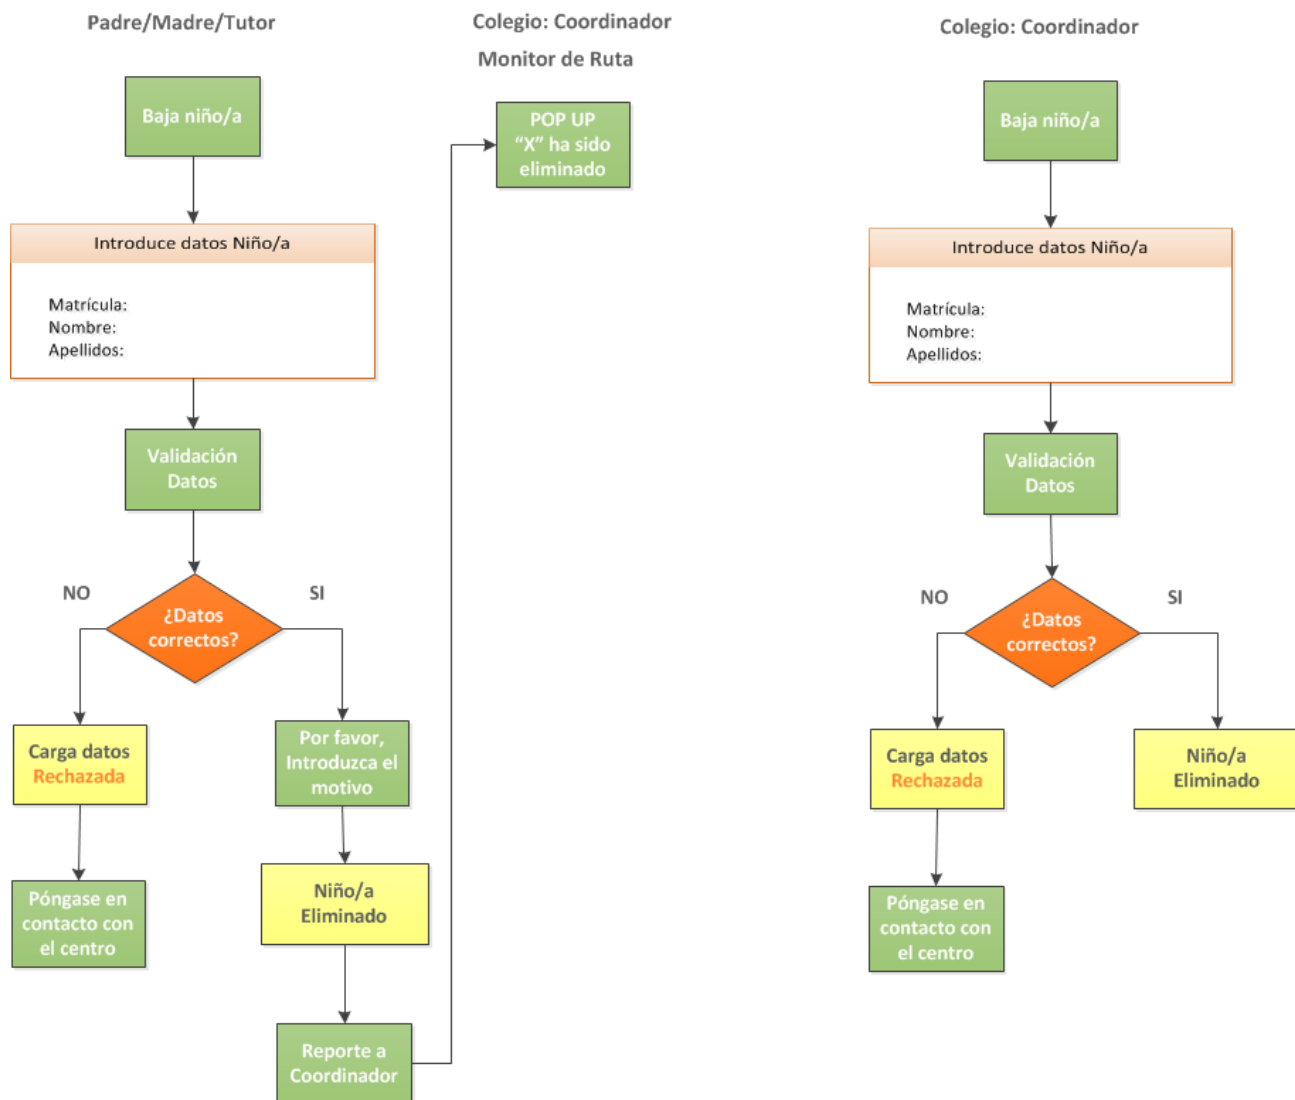 Padre/Madre/Tutor
Baja niño/a
Introduce datos Niño/a
Matrícula:
Nombre:
Apellidos:
Validación
Datos
NO
SI
¿Datos
correctos?
Carga datos
Rechazada
Póngase en
contacto con
el centro
Por favor,
Introduzca el
motivo
Niño/a
Eliminado
Reporte a
Coordinador
Colegio: Coordinador
Monitor de Ruta
POP UP
“X” ha sido
eliminado
Colegio: Coordinador
Baja niño/a
Introduce datos Niño/a
Matrícula:
Nombre:
Apellidos:
Validación
Datos
NO
SI
¿Datos
correctos?
Carga datos
Rechazada
Póngase en
contacto con
el centro
Niño/a
Eliminado